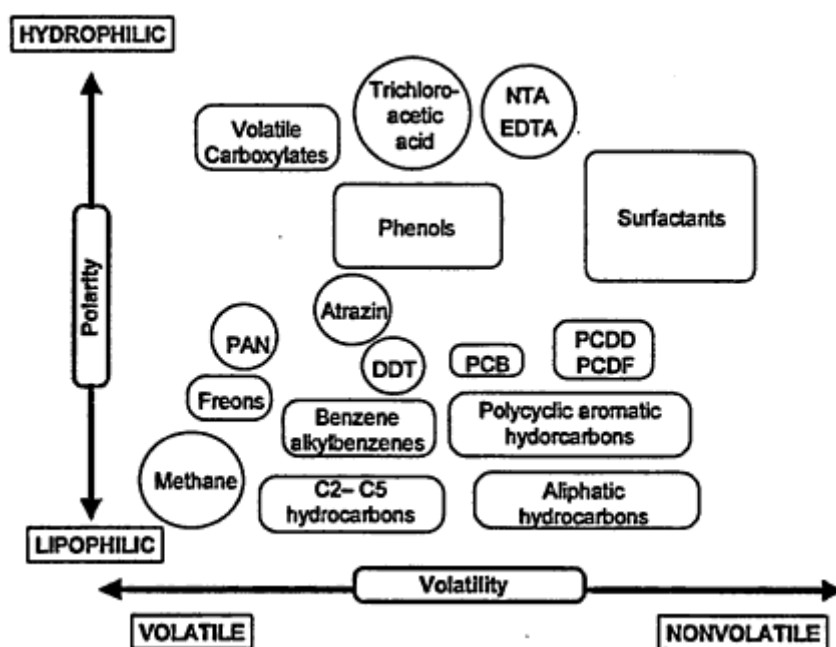 HYDROPHILIC
Trichloro-
acetic
acid
NTA
EDTA
Volatile
Carboxylates
Phenols
Surfactants
Polarity
Atrazin
PAN
DDT
PCB
PCDD
PCDF
Freons
Benzene
alkylbenzenes
Polycyclic aromatic
hydorcarbons
Methane
C2– C5
hydrocarbons
Aliphatic
hydrocarbons
LIPOPHILIC
Volatility
VOLATILE
NONVOLATILE